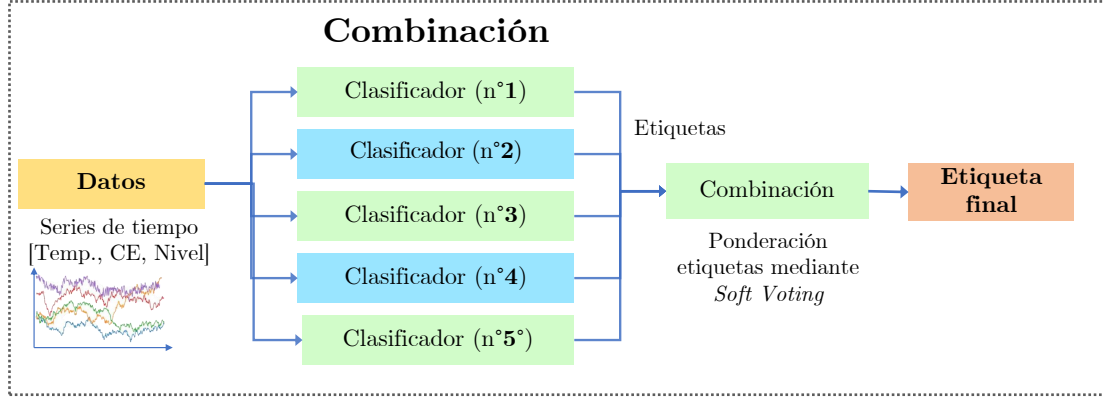 Combinación
Clasificador (n°1)
Clasificador (n°2)
Clasificador (n°3)
Clasificador (n°4)
Clasificador (n°5°)
Datos
Series de tiempo
[Temp., CE, Nivel]
Etiquetas
Combinación
Ponderación
etiquetas mediante
Soft Voting
Etiqueta
final